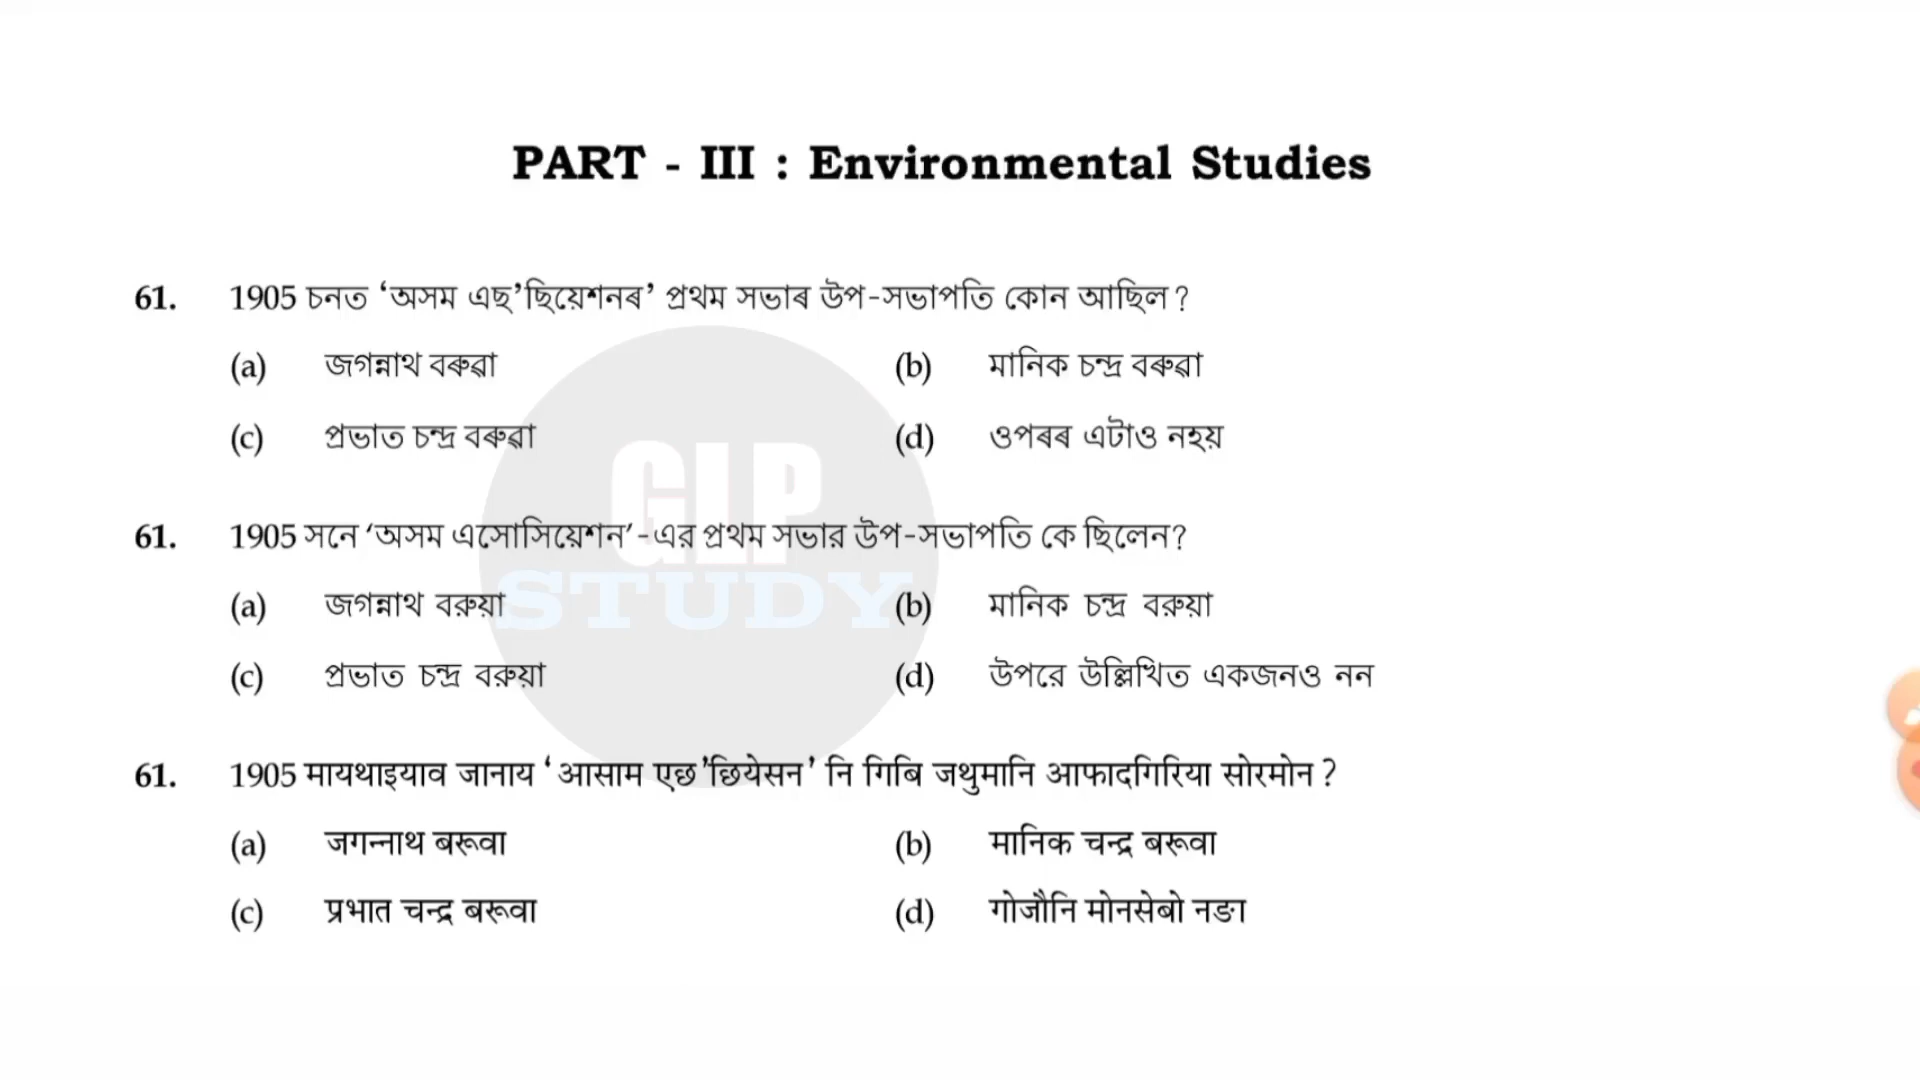 PART - III : Environmental Studies
61. 1905 চনত ‘অসম এছ’ছিয়েশনৰ’ প্ৰথম সভাৰ উপ-সভাপতি কোন আছিল ?
(a) জগন্নাথ বৰুৱা (b) মানিক চন্দ্ৰ বৰুৱা
(c) প্ৰভাত চন্দ্ৰ বৰুৱা (d) ওপৰৰ এটাও নহয়
61. 1905 সনে ‘অসম এসোসিয়েশন’-এর প্রথম সভার উপ-সভাপতি কে ছিলেন?
(a) জগন্নাথ বরুয়া (b) মানিক চন্দ্র বরুয়া
(c) প্রভাত চন্দ্র বরুয়া (d) উপরে উল্লিখিত একজনও নন
61. 1905 मायथाइयाव जानाय ‘आसाम एछ’छियेसन’ नि गिबि जथुमानि आफादगिरिया सोरमोन ?
(a) जगन्नाथ बरूवा (b) मानिक चन्द्र बरूवा
(c) प्रभात चन्द्र बरूवा (d) गोजौनि मोनसेबो नङा
GLP
STUDY